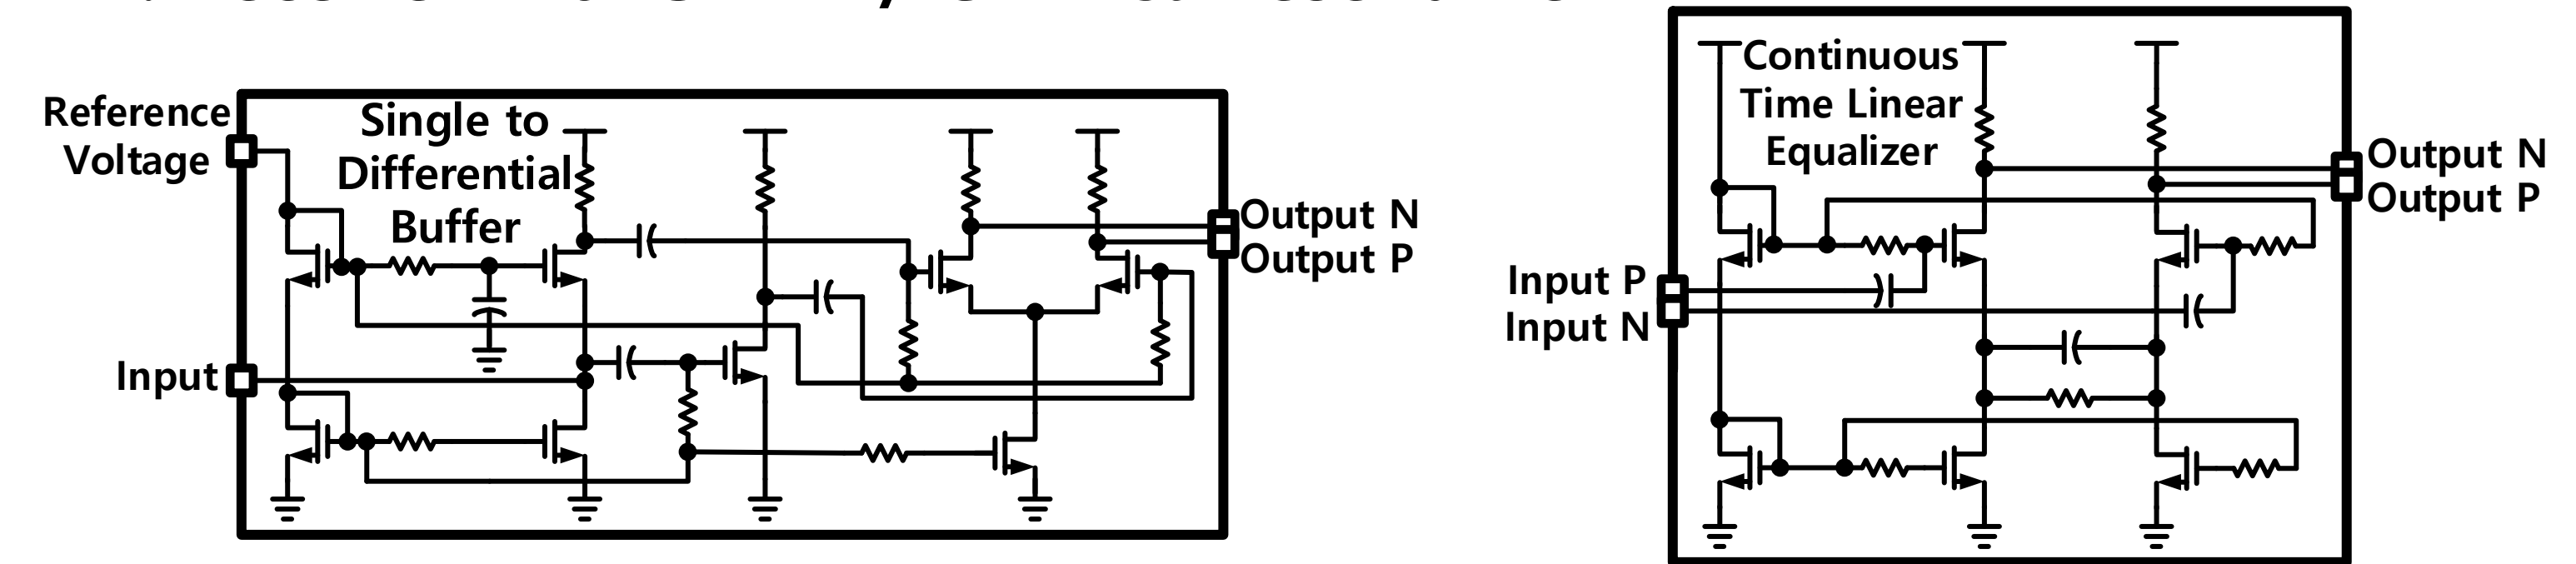 Reference
Voltage
Single to
Differential
Buffer
Input
Output N
Output P
Continuous
Time Linear
Equalizer
Input P
Input N
Output N
Output P